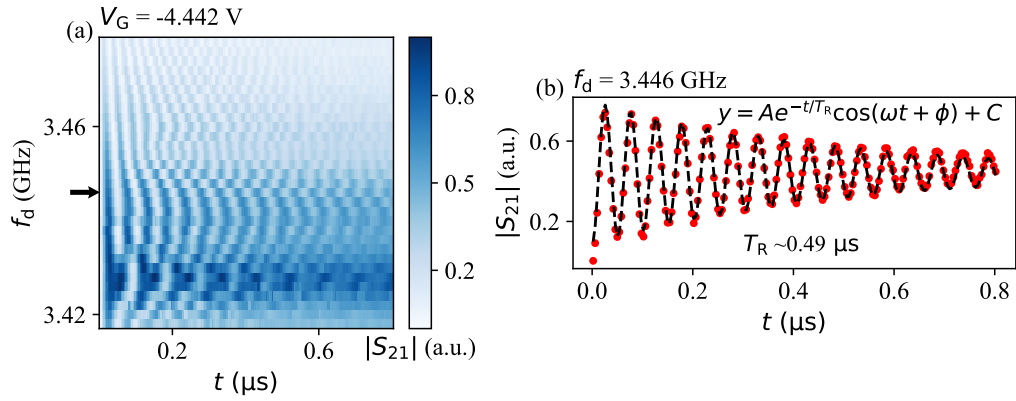 (a)
V_G = -4.442 V
3.46
3.42
f_d (GHz)
0.2
0.6
t (μs)
0.8
0.5
0.2
|S_21| (a.u.)
(b)
f_d = 3.446 GHz
y = Ae^{-t/T_R}cos(ωt + ϕ) + C
0.6
0.2
|S_21| (a.u.)
T_R ~0.49 μs
0.0
0.2
0.4
0.6
0.8
t (μs)